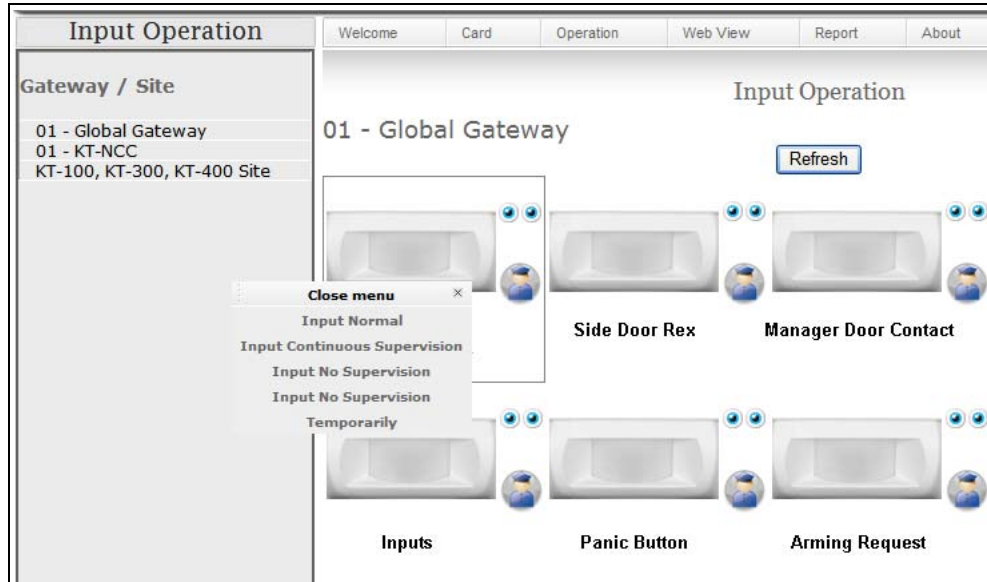 Input Operation
Welcome Card Operation Web View Report About
Gateway / Site
01 - Global Gateway
01 - KT-NCC
KT-100, KT-300, KT-400 Site
Input Operation
01 - Global Gateway
Refresh
Close menu ×
Input Normal
Input Continuous Supervision
Input No Supervision
Input No Supervision
Temporarily
Side Door Rex
Manager Door Contact
Inputs
Panic Button
Arming Request